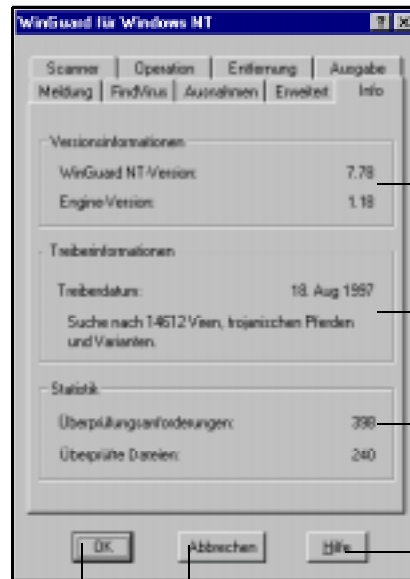 WinGuard für Windows NT
Scanner Operation Entfernung Ausgabe
Meldung FindVirus Ausnahmen Erweitert Info
Versionsinformationen
WinGuard NT-Version: 7.78
Engine-Version: 1.18
Treiberinformationen
Treiberdatum: 18. Aug 1997
Suche nach 14612 Viren, trojanischen Pferden
und Varianten.
Statistik
Überprüfungsanforderungen: 398
Überprüfte Dateien: 240
OK Abbrechen Hilfe